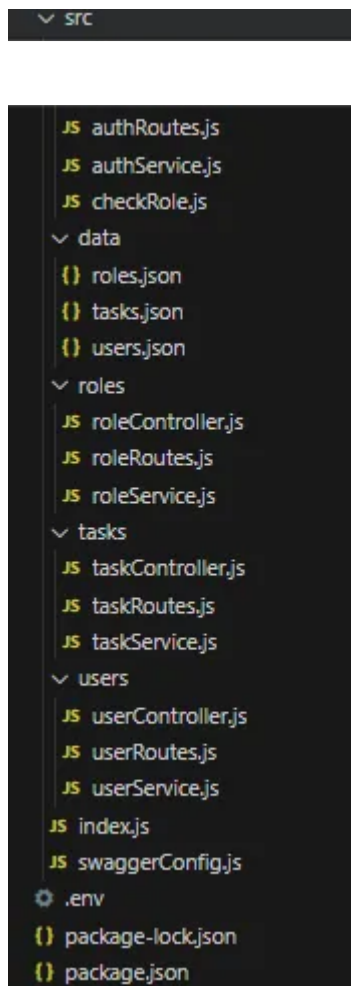 src
JS authRoutes.js
JS authService.js
JS checkRole.js
data
{} roles.json
{} tasks.json
{} users.json
roles
JS roleController.js
JS roleRoutes.js
JS roleService.js
tasks
JS taskController.js
JS taskRoutes.js
JS taskService.js
users
JS userController.js
JS userRoutes.js
JS userService.js
JS index.js
JS swaggerConfig.js
.env
{} package-lock.json
{} package.json